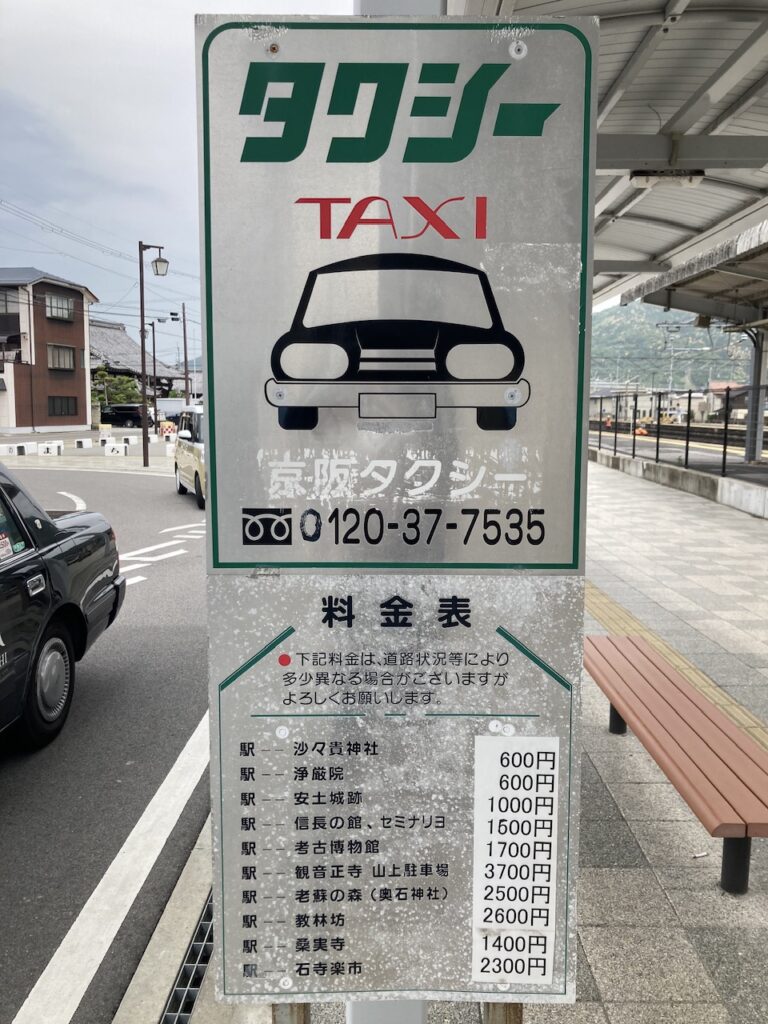 タクシー
TAXI
京阪タクシー
0120-37-7535
料金表
●下記料金は、道路状況等により
多少異なる場合がございますが
よろしくお願いします。
駅── 沙々貴神社 600円
駅── 浄厳院 600円
駅── 安土城跡 1000円
駅── 信長の館、セミナリヨ 1500円
駅── 考古博物館 1700円
駅── 観音正寺 山上駐車場 3700円
駅── 老蘇の森（奥石神社） 2500円
駅── 教林坊 2600円
駅── 桑実寺 1400円
駅── 石寺楽市 2300円